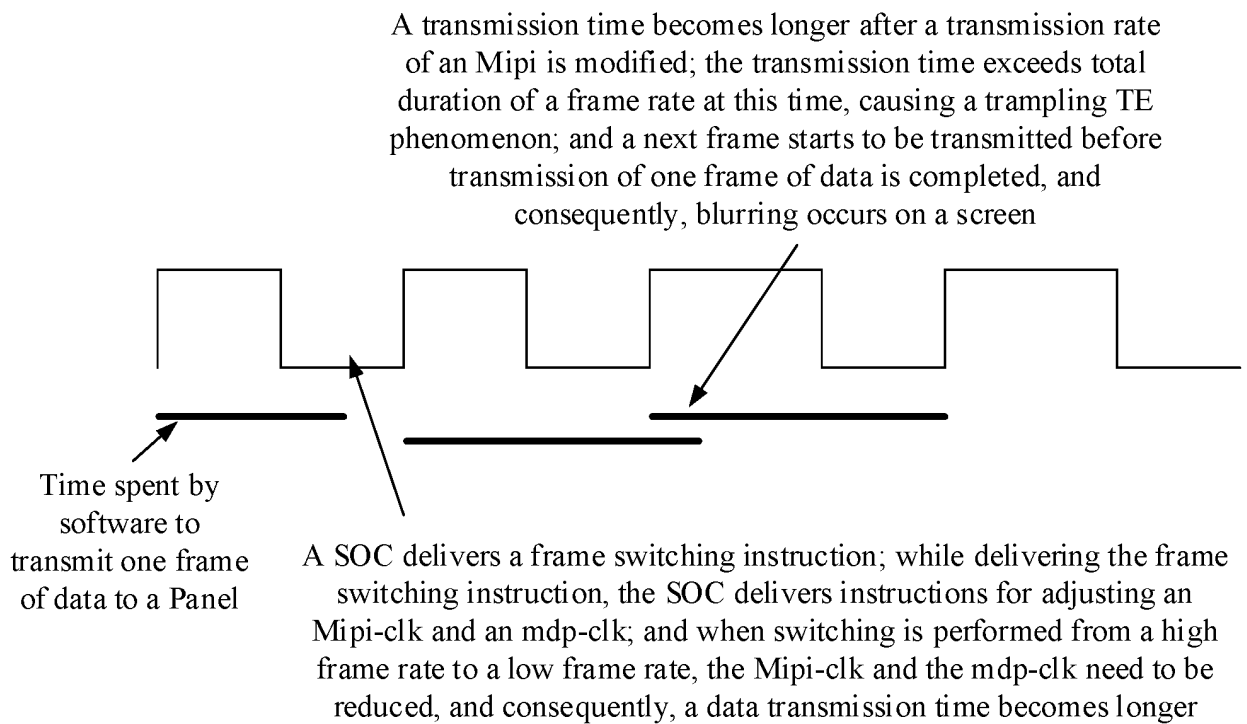 A transmission time becomes longer after a transmission rate
of an Mipi is modified; the transmission time exceeds total
duration of a frame rate at this time, causing a trampling TE
phenomenon; and a next frame starts to be transmitted before
transmission of one frame of data is completed, and
consequently, blurring occurs on a screen
Time spent by
software to
transmit one frame
of data to a Panel
A SOC delivers a frame switching instruction; while delivering the frame
switching instruction, the SOC delivers instructions for adjusting an
Mipi-clk and an mdp-clk; and when switching is performed from a high
frame rate to a low frame rate, the Mipi-clk and the mdp-clk need to be
reduced, and consequently, a data transmission time becomes longer